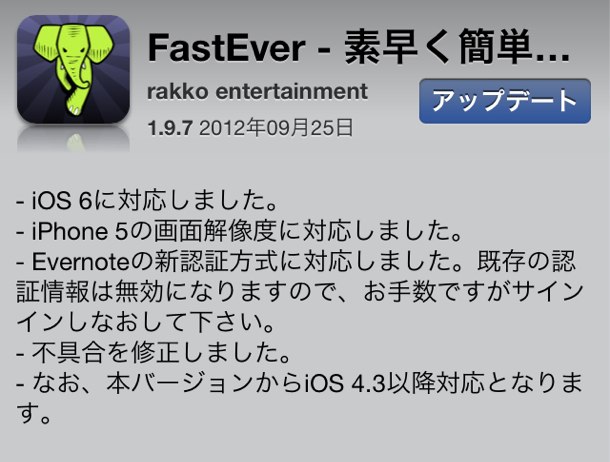 FastEver - 素早く簡単...
rakko entertainment
アップデート
1.9.7 2012年09月25日
- iOS 6に対応しました。
- iPhone 5の画面解像度に対応しました。
- Evernoteの新認証方式に対応しました。既存の認
証情報は無効になりますので、お手数ですがサイン
インしなおして下さい。
- 不具合を修正しました。
- なお、本バージョンからiOS 4.3以降対応となりま
す。